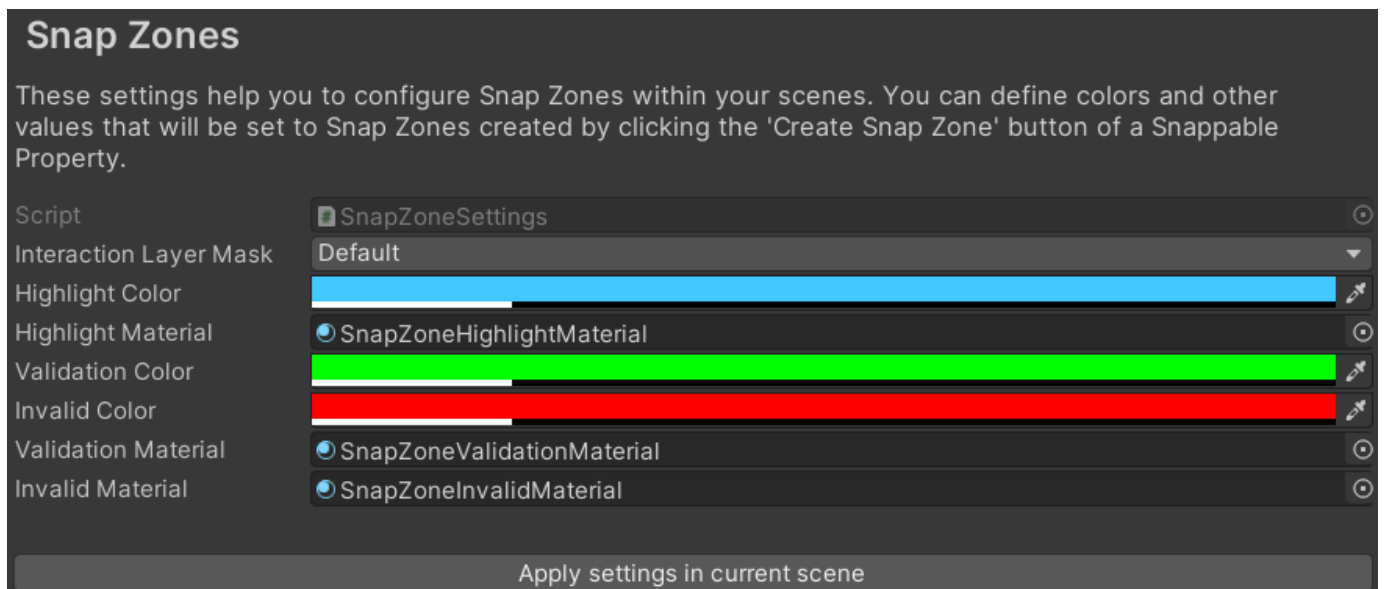 Snap Zones
These settings help you to configure Snap Zones within your scenes. You can define colors and other
values that will be set to Snap Zones created by clicking the 'Create Snap Zone' button of a Snappable
Property.
Script SnapZoneSettings
Interaction Layer Mask Default
Highlight Color
Highlight Material SnapZoneHighlightMaterial
Validation Color
Invalid Color
Validation Material SnapZoneValidationMaterial
Invalid Material SnapZoneInvalidMaterial
Apply settings in current scene